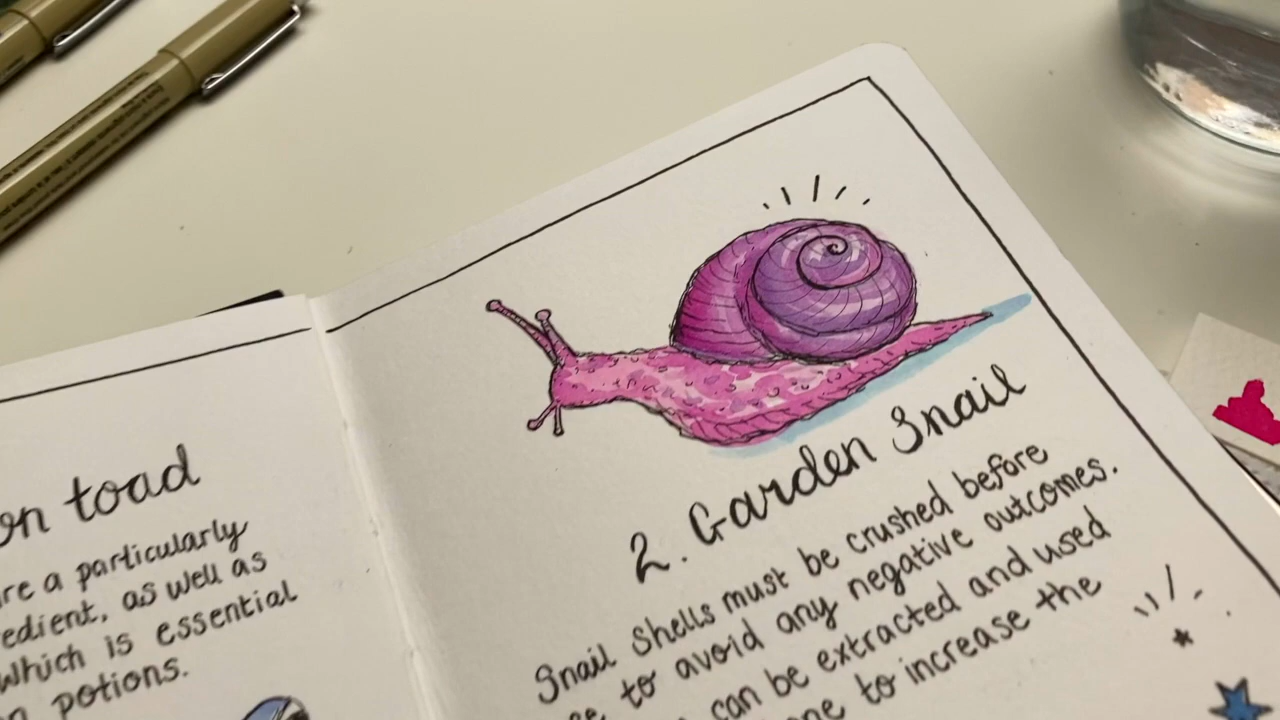 on toad
re a particularly
edient, as well as
which is essential
n potions.
2. Garden Snail
Snail Shells must be crushed before
to avoid any negative outcomes.
can be extracted and used
to increase the